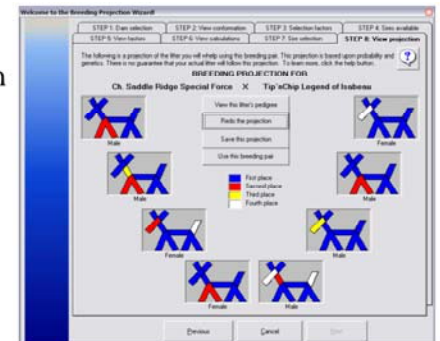 Welcome to the Breeding Projection Wizard
STEP 1: Dam selection
STEP 2: View conformation
STEP 3: Selection factors
STEP 4: Sires available
STEP 5: View factors
STEP 6: View calculations
STEP 7: Sire selection
STEP 8: View projection
The following is a projection of the litter you will whelp using this breeding pair. This projection is based upon probability and
genetics. There is no guarantee that your actual litter will follow this projection. To learn more, click the help button.
BREEDING PROJECTION FOR
Ch. Saddle Ridge Special Force X Tip'sChip Legend of Isabeau
View this litter's pedigree
Redo the projection
Save this projection
Use this breeding pair
Male
Female
First place
Second place
Third place
Fourth place
Male
Male
Female
Male
Female
Male
Previous
Cancel